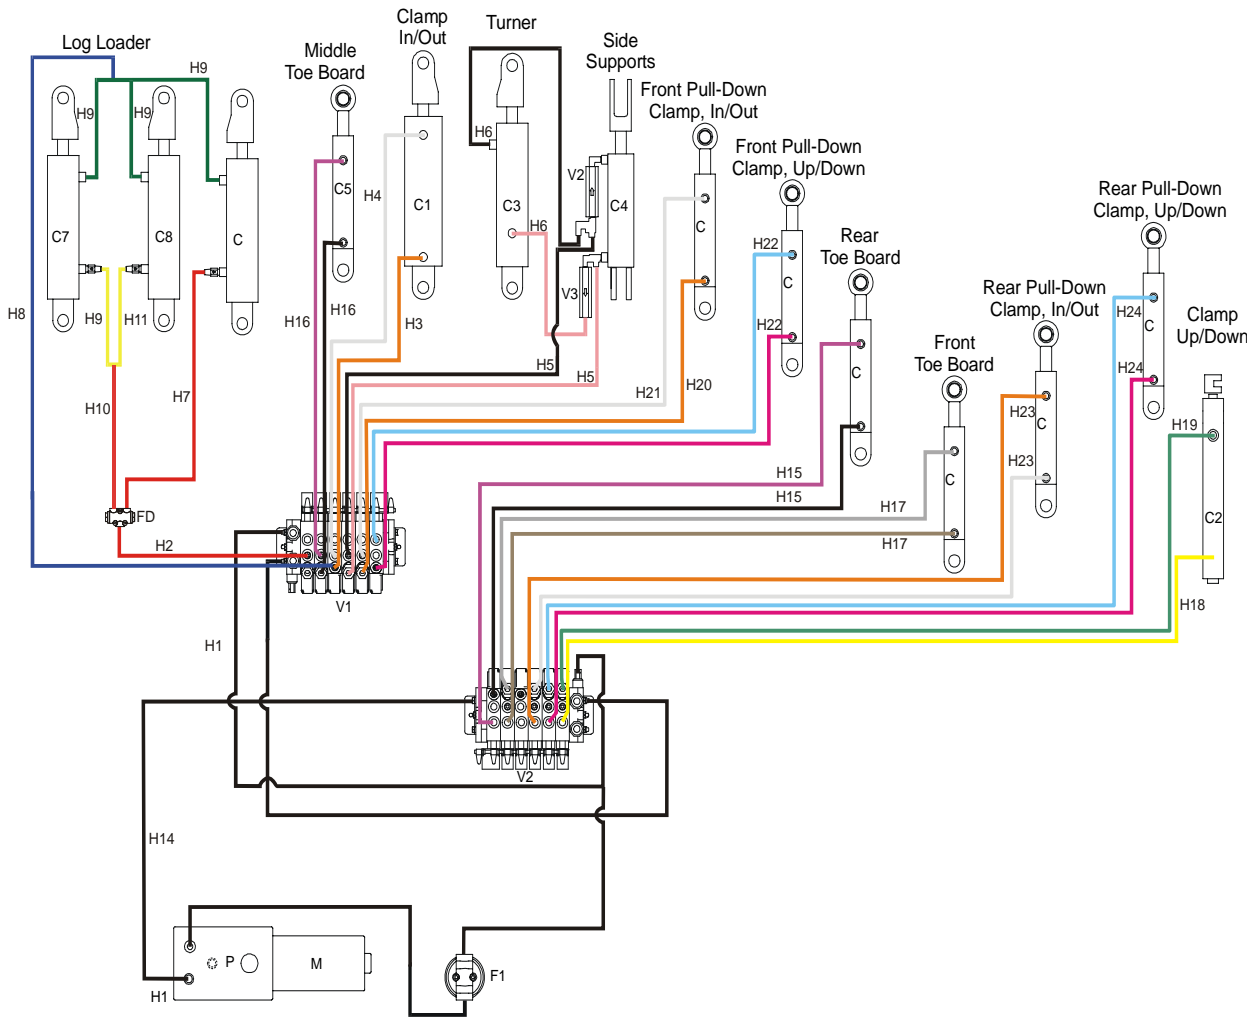 Clamp
In/Out
Turner
Log Loader
Middle
Toe Board
Side
Supports
Front Pull-Down
Clamp, In/Out
Front Pull-Down
Clamp, Up/Down
Rear Pull-Down
Clamp, Up/Down
Rear
Toe Board
Rear Pull-Down
Clamp, In/Out
Front
Toe Board
Clamp
Up/Down
H9
H9
H9
H6
V2
C5
H4
C1
C3
C4
H6
C
C7
C8
C
C
H22
V3
H8
H9
H11
H16
H16
H3
H22
H5
H5
H21
H20
C
H24
C
H24
H10
H7
H23
C
H23
H19
H15
H15
H17
C
H17
C2
FD
H2
V1
H18
H1
V2
H14
P
M
F1
H1